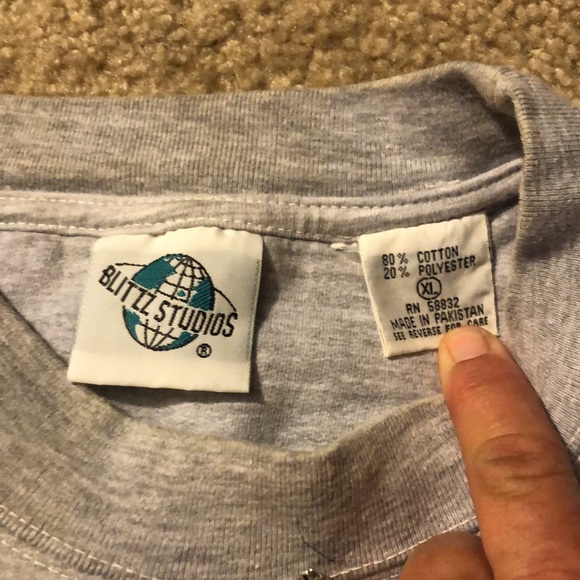 BLITZZ STUDIOS
®
80% COTTON
20% POLYESTER
XL
RN 58832
MADE IN PAKISTAN
SEE REVERSE FOR CARE